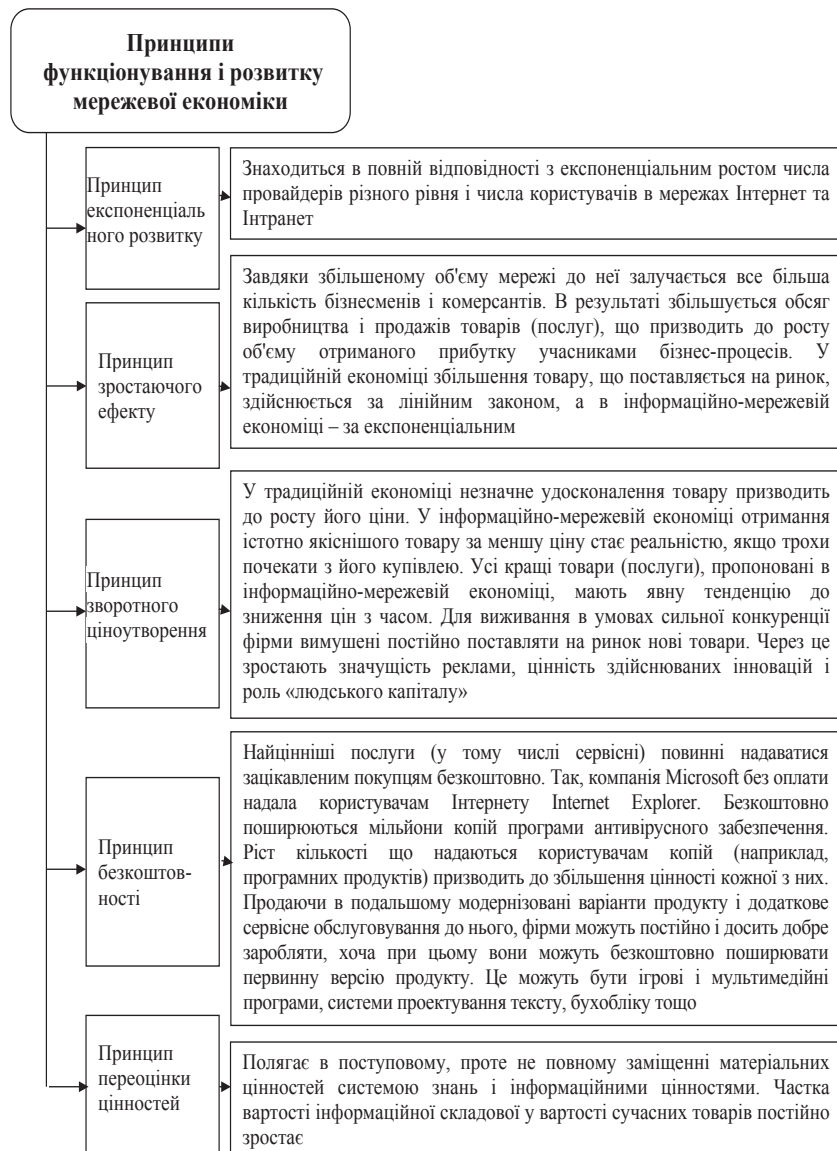 Принципи
функціонування і розвитку
мережевої економіки
Принцип
експоненціаль
ного розвитку
Знаходиться в повній відповідності з експоненціальним ростом числа
провайдерів різного рівня і числа користувачів в мережах Інтернет та
Інтранет
Принцип
зростаючого
ефекту
Завдяки збільшеному об'єму мережі до неї залучається все більша
кількість бізнесменів і комерсантів. В результаті збільшується обсяг
виробництва і продажів товарів (послуг), що призводить до росту
об'єму отриманого прибутку учасниками бізнес-процесів. У
традиційній економіці збільшення товару, що поставляється на ринок,
здійснюється за лінійним законом, а в інформаційно-мережевій
економіці – за експоненціальним
Принцип
зворотного
ціноутворення
У традиційній економіці незначне удосконалення товару призводить
до росту його ціни. У інформаційно-мережевій економіці отримання
істотно якіснішого товару за меншу ціну стає реальністю, якщо трохи
почекати з його купівлею. Усі кращі товари (послуги), пропоновані в
інформаційно-мережевій економіці, мають явну тенденцію до
зниження цін з часом. Для виживання в умовах сильної конкуренції
фірми вимушені постійно поставляти на ринок нові товари. Через це
зростають значущість реклами, цінність здійснюваних інновацій і
роль «людського капіталу»
Принцип
безкоштов-
ності
Найцінніші послуги (у тому числі сервісні) повинні надаватися
зацікавленим покупцям безкоштовно. Так, компанія Microsoft без оплати
надала користувачам Інтернету Internet Explorer. Безкоштовно
поширюються мільйони копій програми антивірусного забезпечення.
Ріст кількості що надаються користувачам копій (наприклад,
програмних продуктів) призводить до збільшення цінності кожної з них.
Продаючи в подальшому модернізовані варіанти продукту і додаткове
сервісне обслуговування до нього, фірми можуть постійно і досить добре
заробляти, хоча при цьому вони можуть безкоштовно поширювати
первинну версію продукту. Це можуть бути ігрові і мультимедійні
програми, системи проектування тексту, бухобліку тощо
Принцип
переоцінки
цінностей
Полягає в поступовому, проте не повному заміщенні матеріальних
цінностей системою знань і інформаційними цінностями. Частка
вартості інформаційної складової у вартості сучасних товарів постійно
зростає